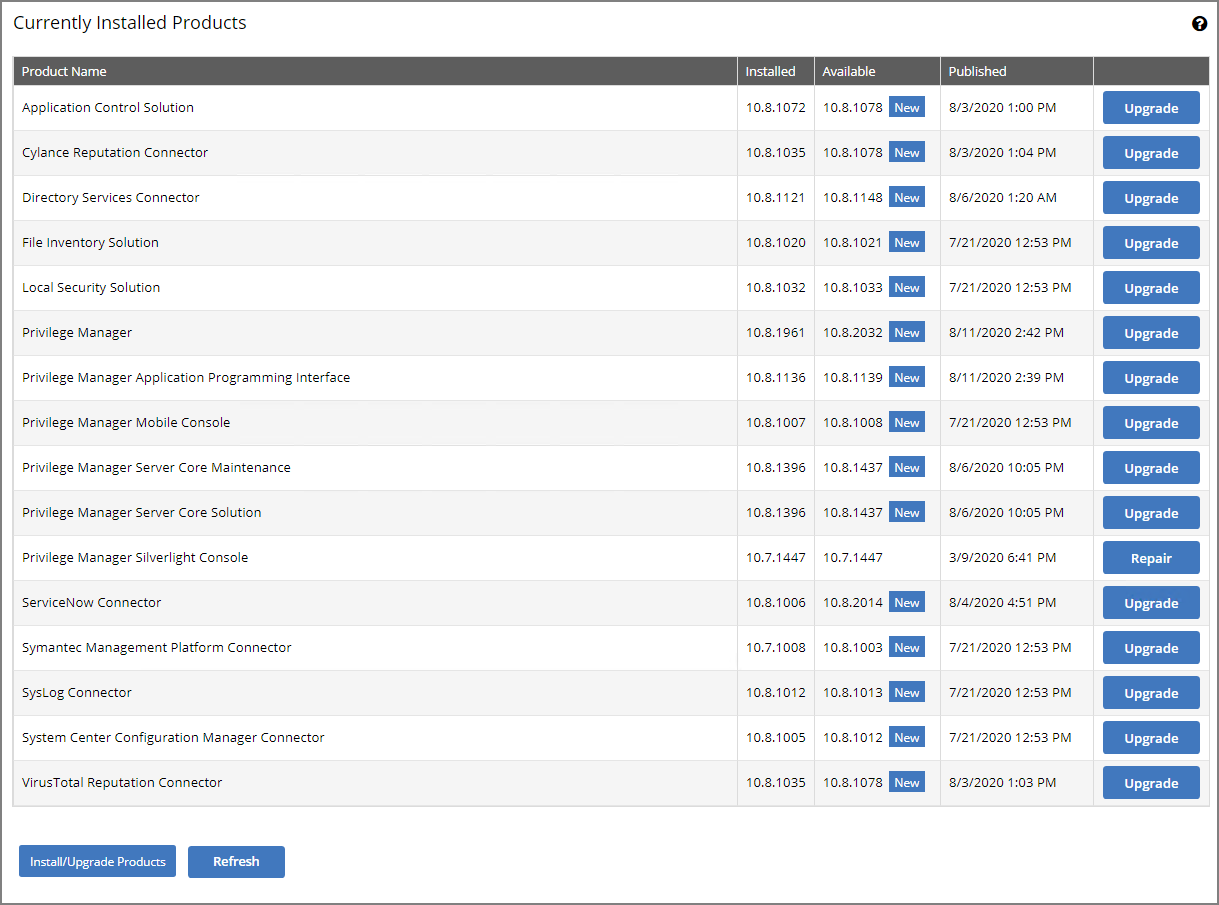 Currently Installed Products ?
Product Name Installed Available Published
Application Control Solution 10.8.1072 10.8.1078 New 8/3/2020 1:00 PM Upgrade
Cylance Reputation Connector 10.8.1035 10.8.1078 New 8/3/2020 1:04 PM Upgrade
Directory Services Connector 10.8.1121 10.8.1148 New 8/6/2020 1:20 AM Upgrade
File Inventory Solution 10.8.1020 10.8.1021 New 7/21/2020 12:53 PM Upgrade
Local Security Solution 10.8.1032 10.8.1033 New 7/21/2020 12:53 PM Upgrade
Privilege Manager 10.8.1961 10.8.2032 New 8/11/2020 2:42 PM Upgrade
Privilege Manager Application Programming Interface 10.8.1136 10.8.1139 New 8/11/2020 2:39 PM Upgrade
Privilege Manager Mobile Console 10.8.1007 10.8.1008 New 7/21/2020 12:53 PM Upgrade
Privilege Manager Server Core Maintenance 10.8.1396 10.8.1437 New 8/6/2020 10:05 PM Upgrade
Privilege Manager Server Core Solution 10.8.1396 10.8.1437 New 8/6/2020 10:05 PM Upgrade
Privilege Manager Silverlight Console 10.7.1447 10.7.1447 3/9/2020 6:41 PM Repair
ServiceNow Connector 10.8.1006 10.8.2014 New 8/4/2020 4:51 PM Upgrade
Symantec Management Platform Connector 10.7.1008 10.8.1003 New 7/21/2020 12:53 PM Upgrade
SysLog Connector 10.8.1012 10.8.1013 New 7/21/2020 12:53 PM Upgrade
System Center Configuration Manager Connector 10.8.1005 10.8.1012 New 7/21/2020 12:53 PM Upgrade
VirusTotal Reputation Connector 10.8.1035 10.8.1078 New 8/3/2020 1:03 PM Upgrade
Install/Upgrade Products Refresh